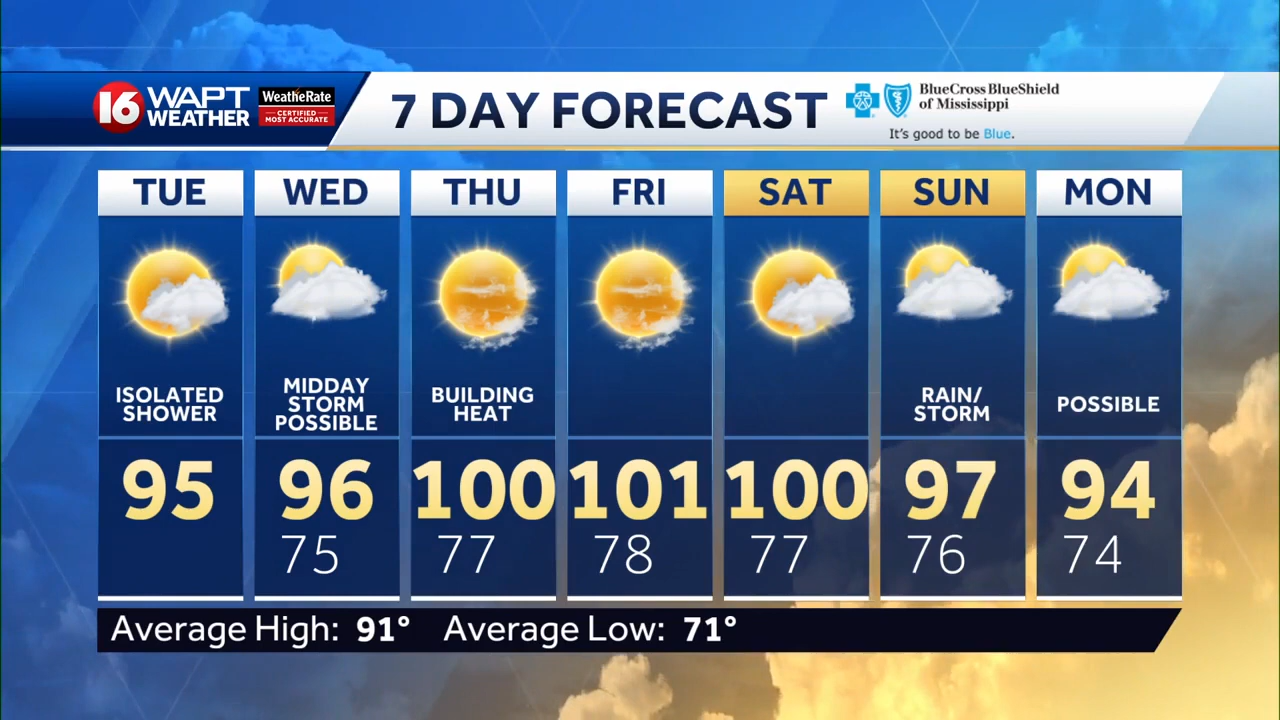 16 WAPT WEATHER
WeatheRate
CERTIFIED
MOST ACCURATE
7 DAY FORECAST
BlueCross BlueShield
of Mississippi
It's good to be Blue.
TUE WED THU FRI SAT SUN MON
ISOLATED
SHOWER
MIDDAY
STORM
POSSIBLE
BUILDING
HEAT
RAIN/
STORM
POSSIBLE
95 96 100 101 100 97 94
75 77 78 77 76 74
Average High: 91° Average Low: 71°